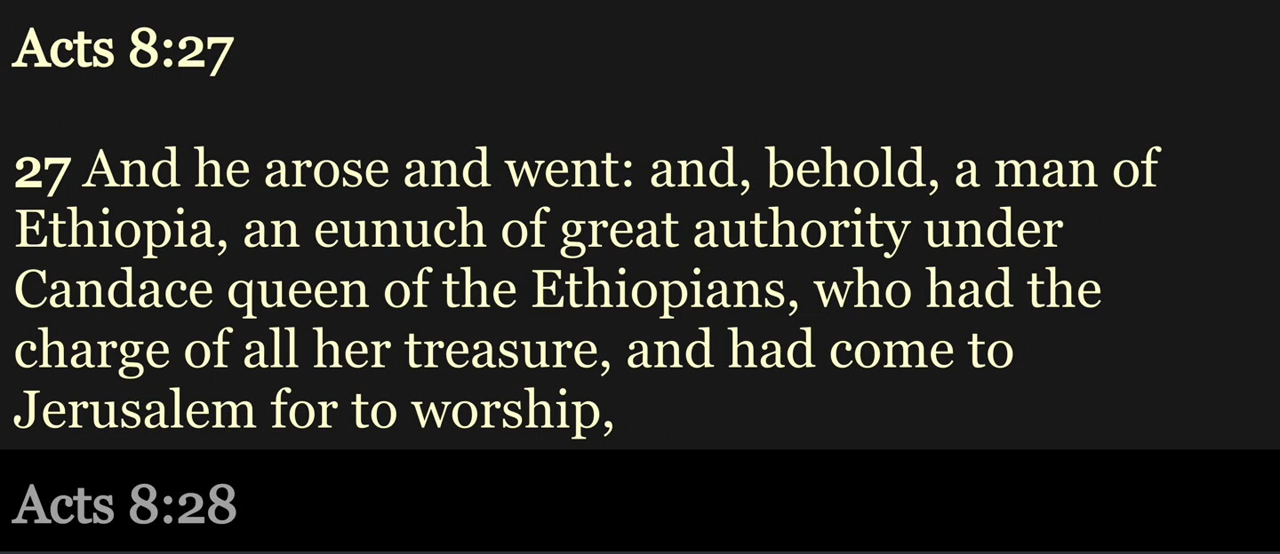 Acts 8:27
27 And he arose and went: and, behold, a man of
Ethiopia, an eunuch of great authority under
Candace queen of the Ethiopians, who had the
charge of all her treasure, and had come to
Jerusalem for to worship,
Acts 8:28